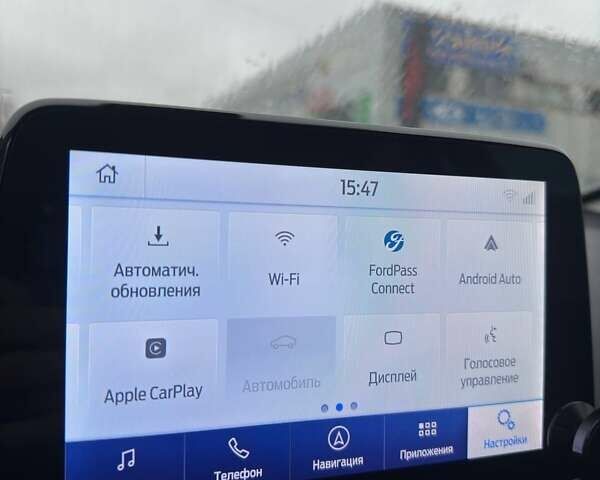 15:47
Автоматич.
обновления
Wi-Fi
FordPass
Connect
Android Auto
Apple CarPlay
Автомобиль
Дисплей
Голосовое
управление
Телефон
Навигация
Приложения
Настройки